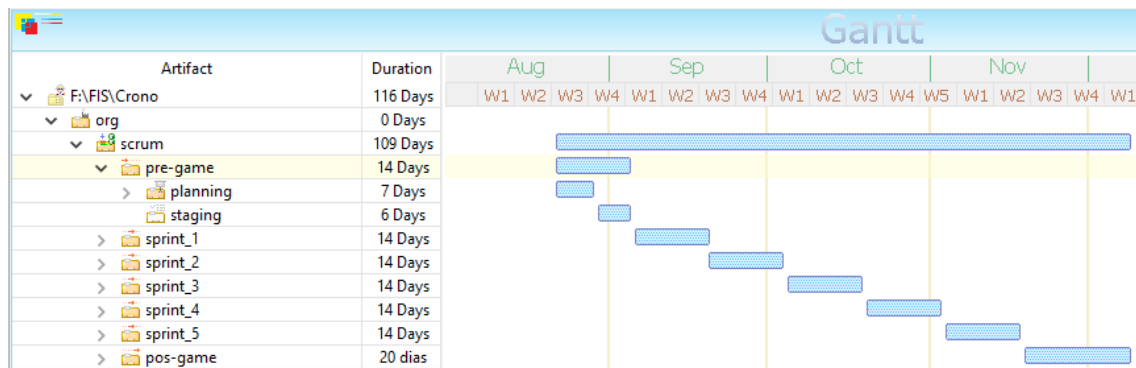 Gantt
Artifact Duration Aug Sep Oct Nov
F:\FIS\Crono 116 Days W1 W2 W3 W4 W1 W2 W3 W4 W1 W2 W3 W4 W5 W1 W2 W3 W4 W1
org 0 Days
scrum 109 Days
pre-game 14 Days
planning 7 Days
staging 6 Days
sprint_1 14 Days
sprint_2 14 Days
sprint_3 14 Days
sprint_4 14 Days
sprint_5 14 Days
pos-game 20 dias